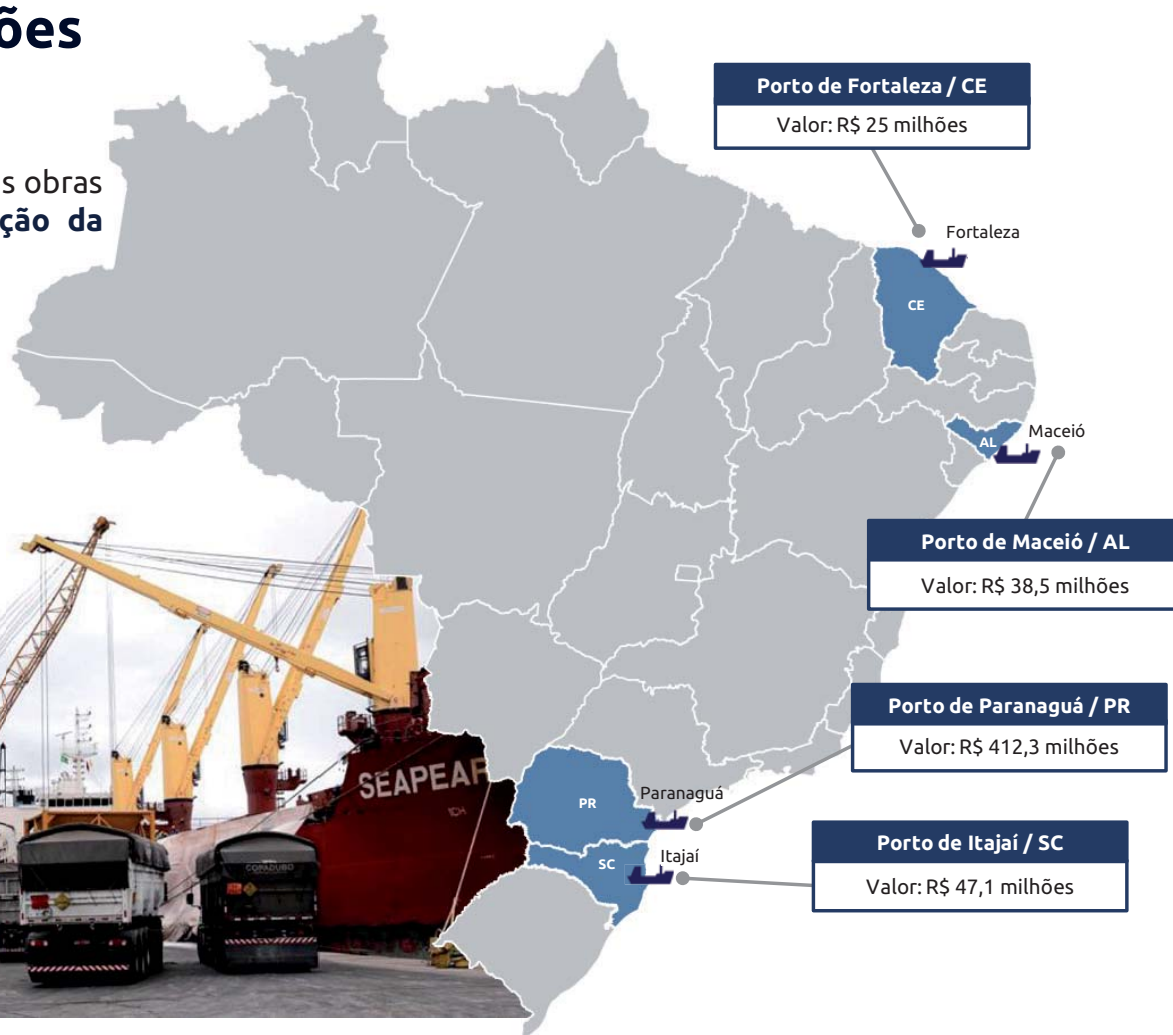 ões
s obras
ção da
Porto de Fortaleza / CE
Valor: R$ 25 milhões
Fortaleza
CE
Maceió
AL
Porto de Maceió / AL
Valor: R$ 38,5 milhões
Porto de Paranaguá / PR
Valor: R$ 412,3 milhões
Paranaguá
PR
Porto de Itajaí / SC
Valor: R$ 47,1 milhões
Itajaí
SC
SEAPEAR
COPADUBO